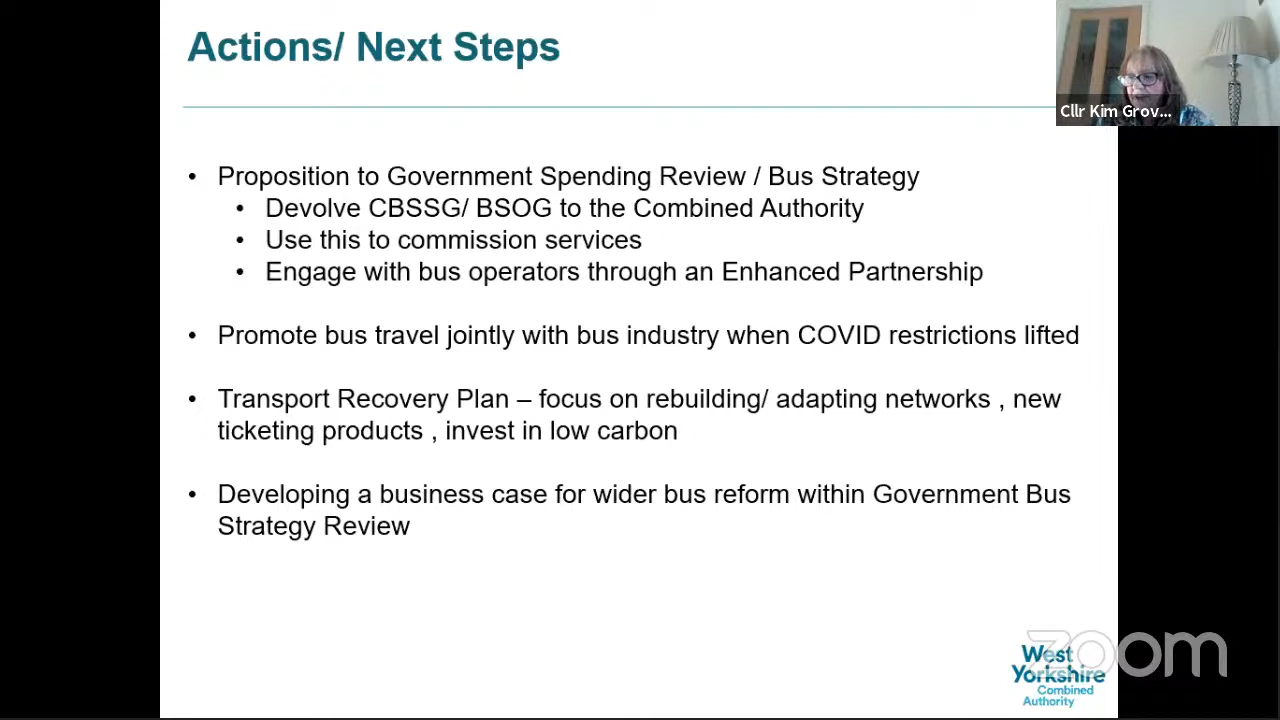 Actions/ Next Steps
Cllr Kim Grov...
• Proposition to Government Spending Review / Bus Strategy
• Devolve CBSSG/ BSOG to the Combined Authority
• Use this to commission services
• Engage with bus operators through an Enhanced Partnership
• Promote bus travel jointly with bus industry when COVID restrictions lifted
• Transport Recovery Plan – focus on rebuilding/ adapting networks , new
ticketing products , invest in low carbon
• Developing a business case for wider bus reform within Government Bus
Strategy Review
zoom
West
Yorkshire
Combined
Authority